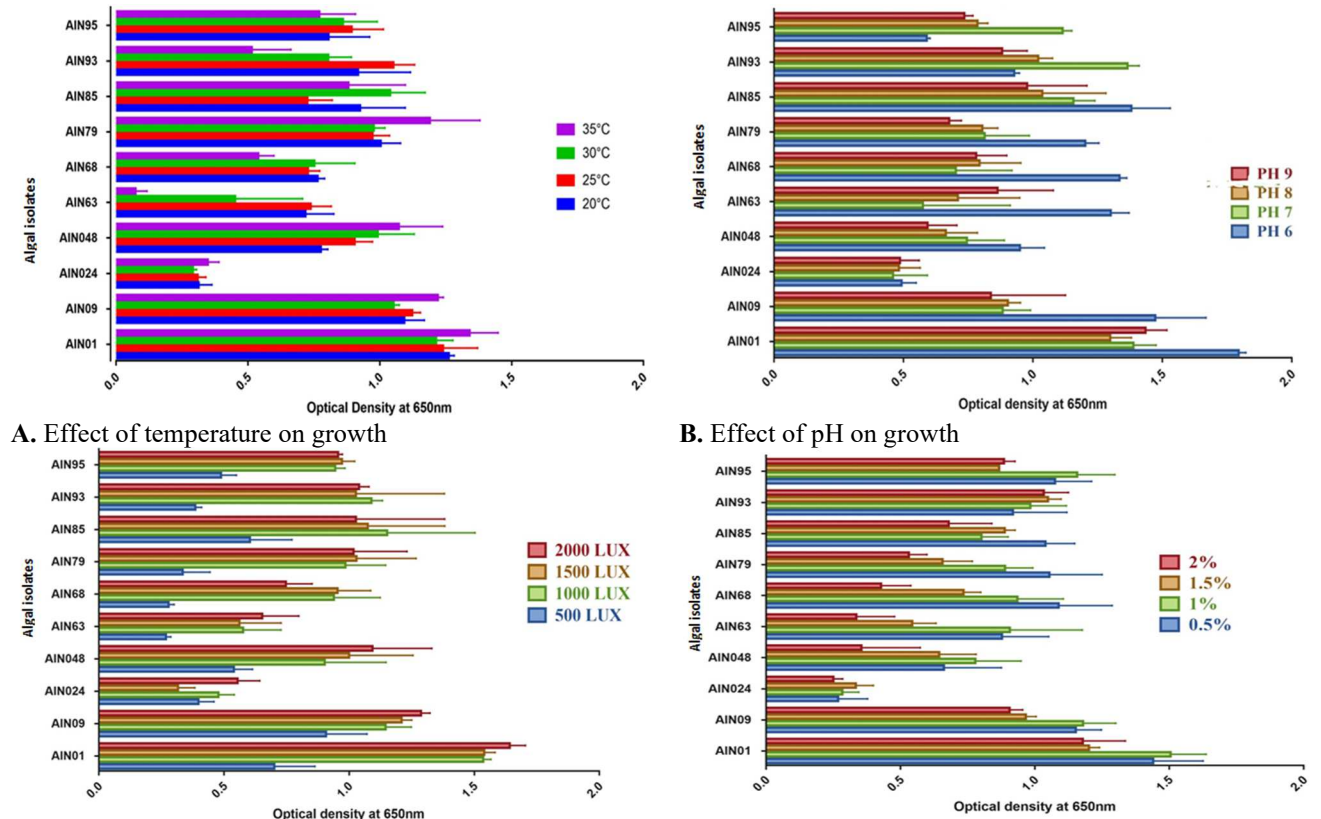 AIN95
AIN93
AIN85
AIN79
AIN68
AIN63
AIN048
AIN024
AIN09
AIN01
Algal isolates
35°C
30°C
25°C
20°C
0.0 0.5 1.0 1.5 2.0
Optical Density at 650nm
A. Effect of temperature on growth
AIN95
AIN93
AIN85
AIN79
AIN68
AIN63
AIN048
AIN024
AIN09
AIN01
Algal isolates
PH 9
PH 8
PH 7
PH 6
0.0 0.5 1.0 1.5 2.0
Optical density at 650nm
B. Effect of pH on growth
AIN95
AIN93
AIN85
AIN79
AIN68
AIN63
AIN048
AIN024
AIN09
AIN01
Algal isolates
2000 LUX
1500 LUX
1000 LUX
500 LUX
0.0 0.5 1.0 1.5 2.0
Optical density at 650nm
AIN95
AIN93
AIN85
AIN79
AIN68
AIN63
AIN048
AIN024
AIN09
AIN01
Algal isolates
2%
1.5%
1%
0.5%
0.0 0.5 1.0 1.5 2.0
Optical density at 650nm